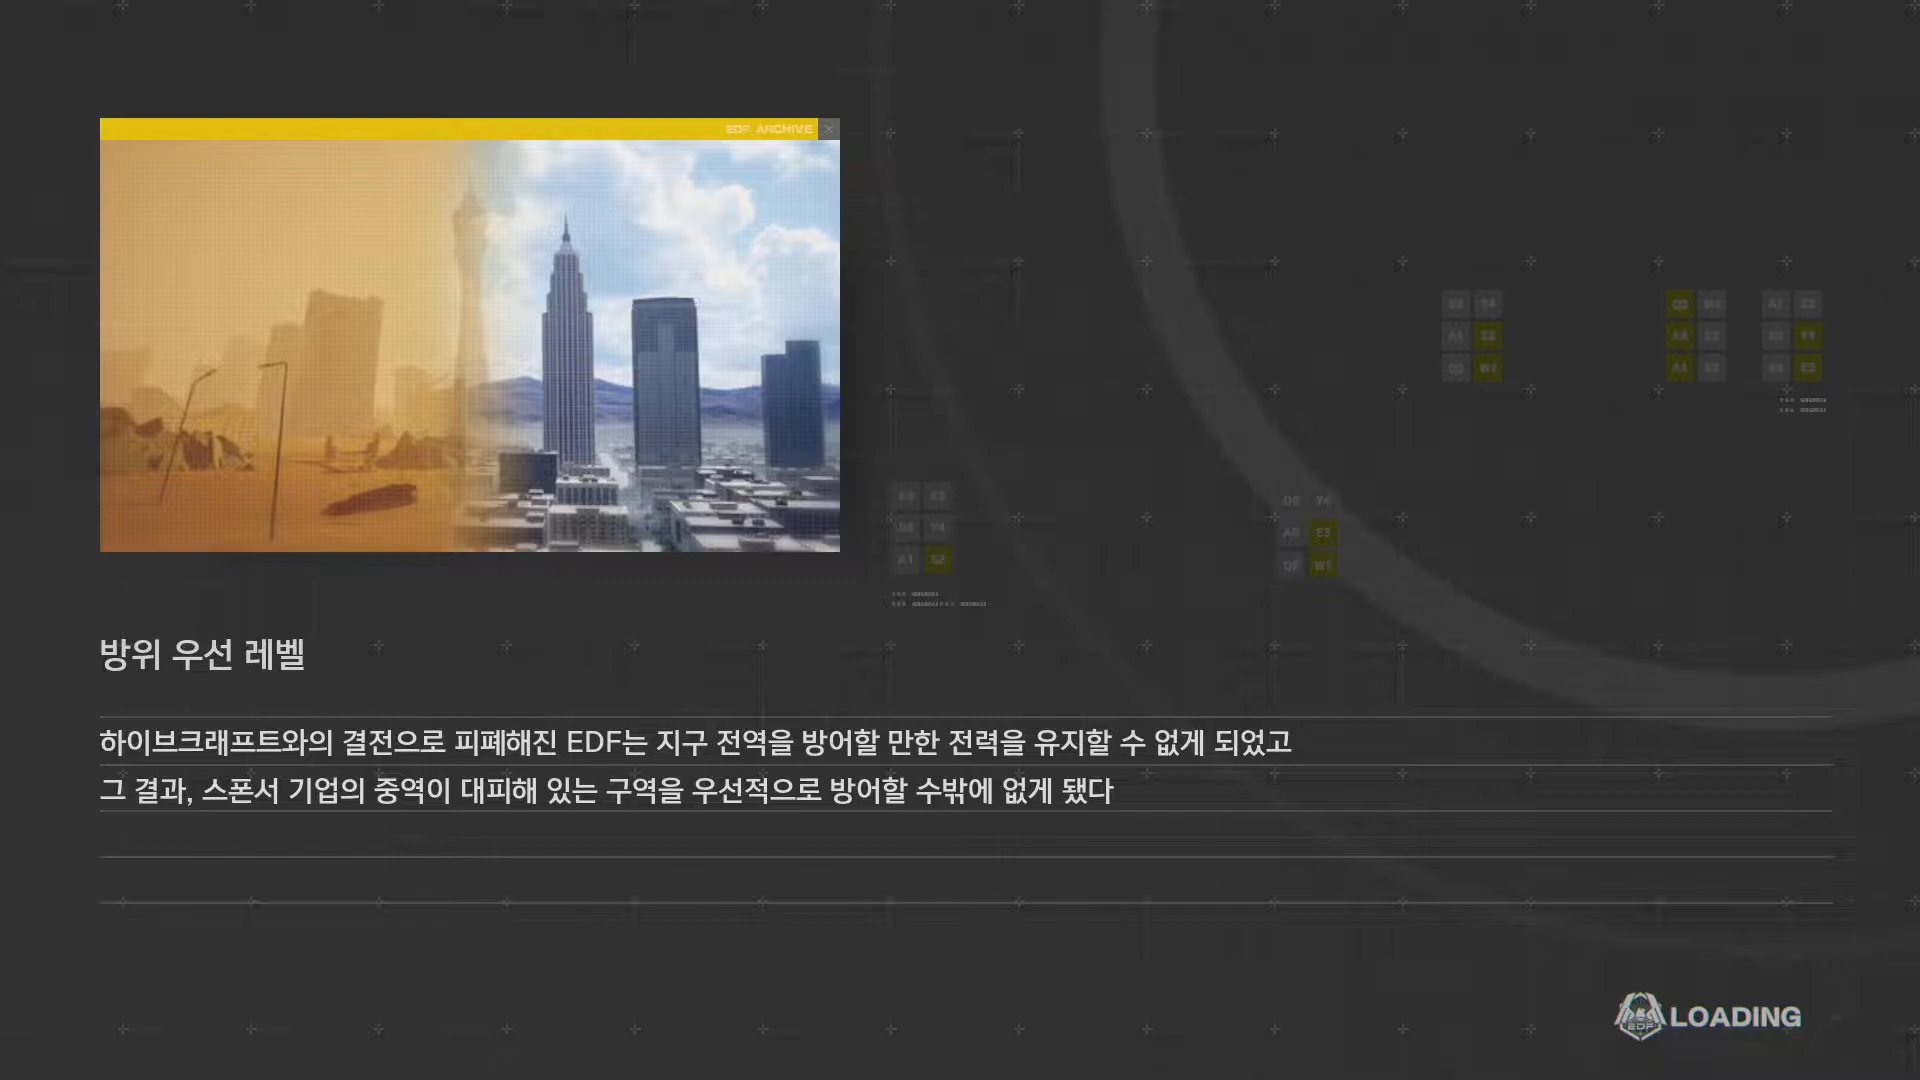 EDF ARCHIVE
방위 우선 레벨
하이브크래프트와의 결전으로 피폐해진 EDF는 지구 전역을 방어할 만한 전력을 유지할 수 없게 되었고
그 결과, 스폰서 기업의 중역이 대피해 있는 구역을 우선적으로 방어할 수밖에 없게 됐다
EDF LOADING